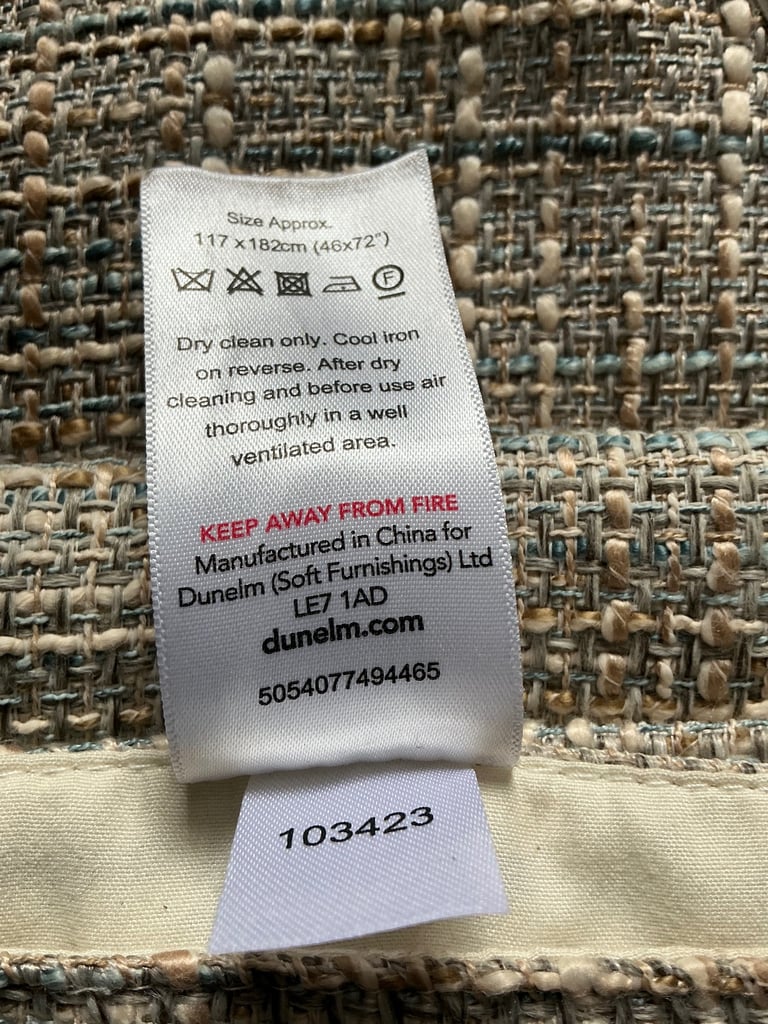 Size Approx.
117 x 182cm (46x72")
F
Dry clean only. Cool iron
on reverse. After dry
cleaning and before use air
thoroughly in a well
ventilated area.
KEEP AWAY FROM FIRE
Manufactured in China for
Dunelm (Soft Furnishings) Ltd
LE7 1AD
dunelm.com
5054077494465
103423